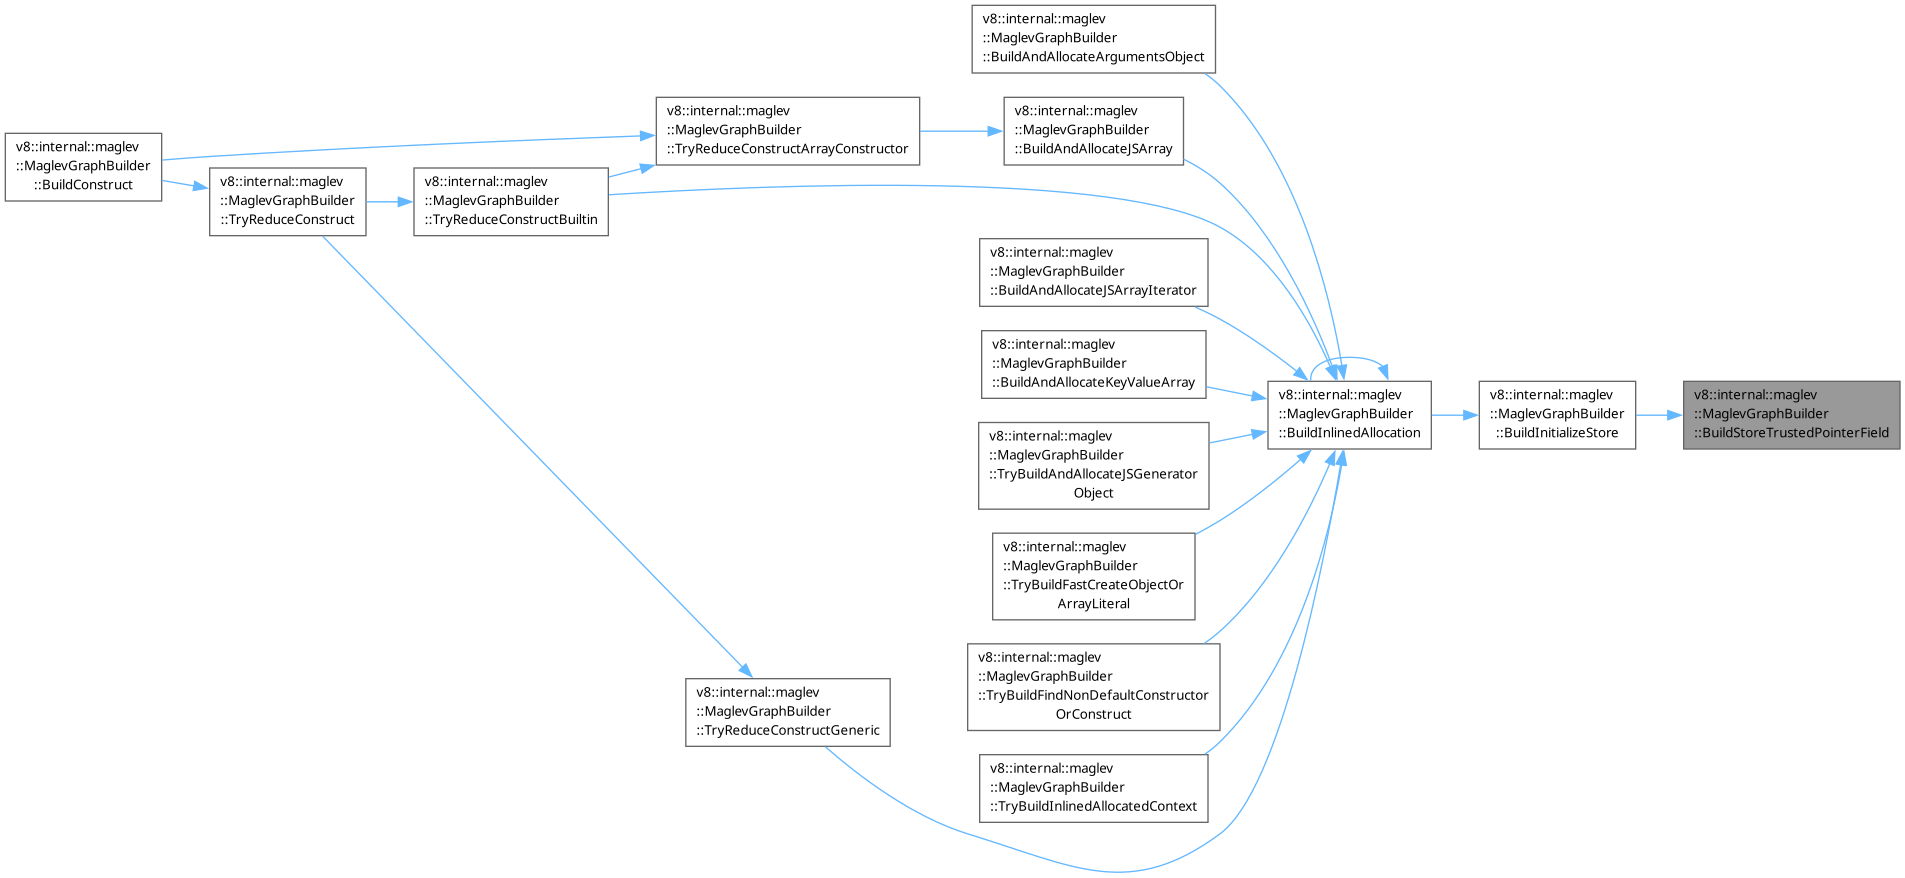 v8::internal::maglev
::MaglevGraphBuilder
::BuildAndAllocateArgumentsObject
v8::internal::maglev
::MaglevGraphBuilder
::TryReduceConstructArrayConstructor
v8::internal::maglev
::MaglevGraphBuilder
::BuildAndAllocateJSArray
v8::internal::maglev
::MaglevGraphBuilder
::BuildConstruct
v8::internal::maglev
::MaglevGraphBuilder
::TryReduceConstruct
v8::internal::maglev
::MaglevGraphBuilder
::TryReduceConstructBuiltin
v8::internal::maglev
::MaglevGraphBuilder
::BuildAndAllocateJSArrayIterator
v8::internal::maglev
::MaglevGraphBuilder
::BuildAndAllocateKeyValueArray
v8::internal::maglev
::MaglevGraphBuilder
::BuildInlinedAllocation
v8::internal::maglev
::MaglevGraphBuilder
::BuildInitializeStore
v8::internal::maglev
::MaglevGraphBuilder
::BuildStoreTrustedPointerField
v8::internal::maglev
::MaglevGraphBuilder
::TryBuildAndAllocateJSGenerator
Object
v8::internal::maglev
::MaglevGraphBuilder
::TryBuildFastCreateObjectOr
ArrayLiteral
v8::internal::maglev
::MaglevGraphBuilder
::TryBuildFindNonDefaultConstructor
OrConstruct
v8::internal::maglev
::MaglevGraphBuilder
::TryReduceConstructGeneric
v8::internal::maglev
::MaglevGraphBuilder
::TryBuildInlinedAllocatedContext